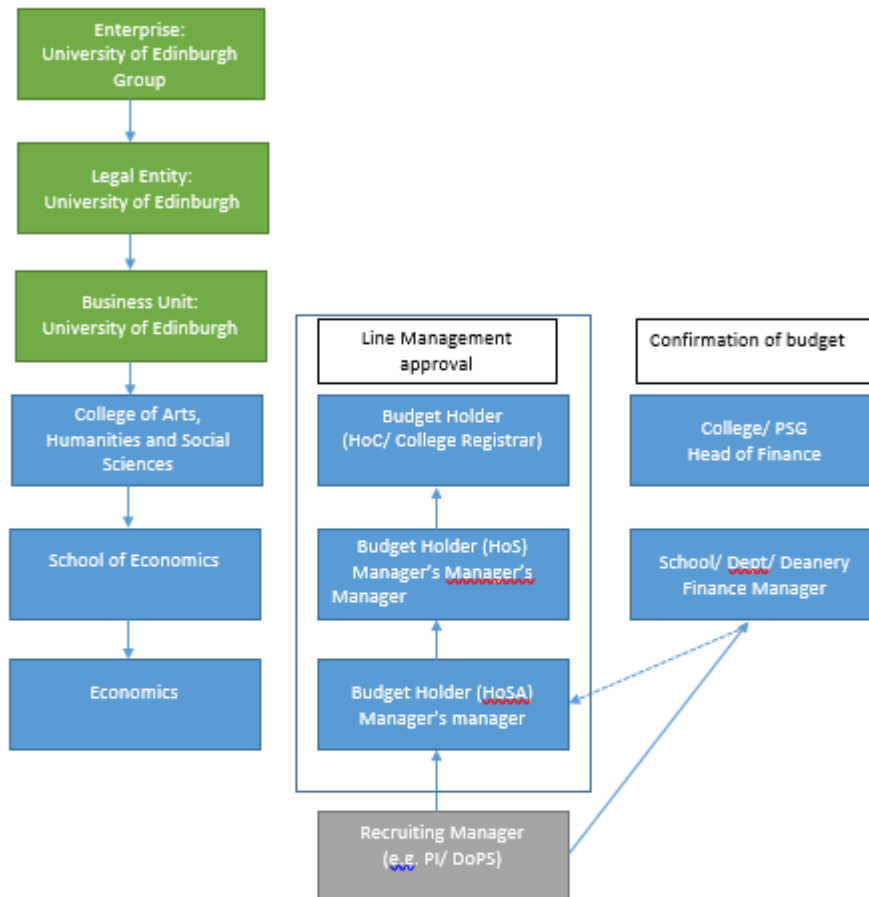 Enterprise:
University of Edinburgh
Group
Legal Entity:
University of Edinburgh
Business Unit:
University of Edinburgh
College of Arts,
Humanities and Social
Sciences
School of Economics
Economics
Line Management
approval
Budget Holder
(HoC/ College Registrar)
Budget Holder (HoS)
Manager's Manager's
Manager
Budget Holder (HoSA)
Manager's manager
Recruiting Manager
(e.g. PI/ DoPS)
Confirmation of budget
College/ PSG
Head of Finance
School/ Dept/ Deanery
Finance Manager